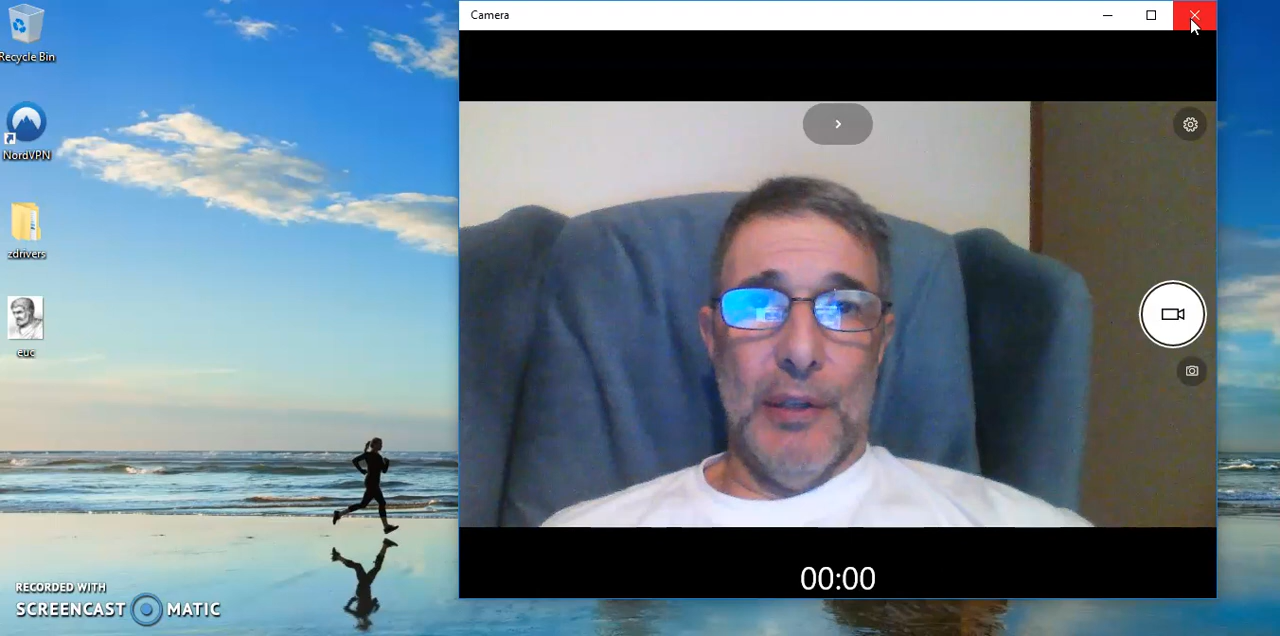 Recycle Bin
NordVPN
zdrivers
euc
RECORDED WITH
SCREENCAST MATIC
Camera
00:00